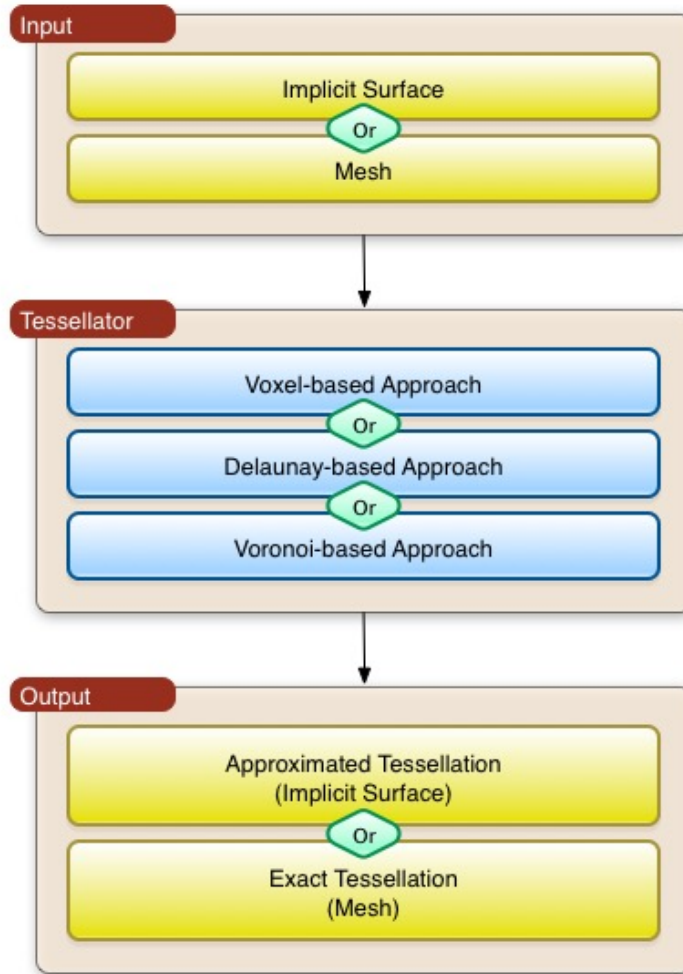 Input
Implicit Surface
Or
Mesh
Tessellator
Voxel-based Approach
Or
Delaunay-based Approach
Or
Voronoi-based Approach
Output
Approximated Tessellation
(Implicit Surface)
Or
Exact Tessellation
(Mesh)